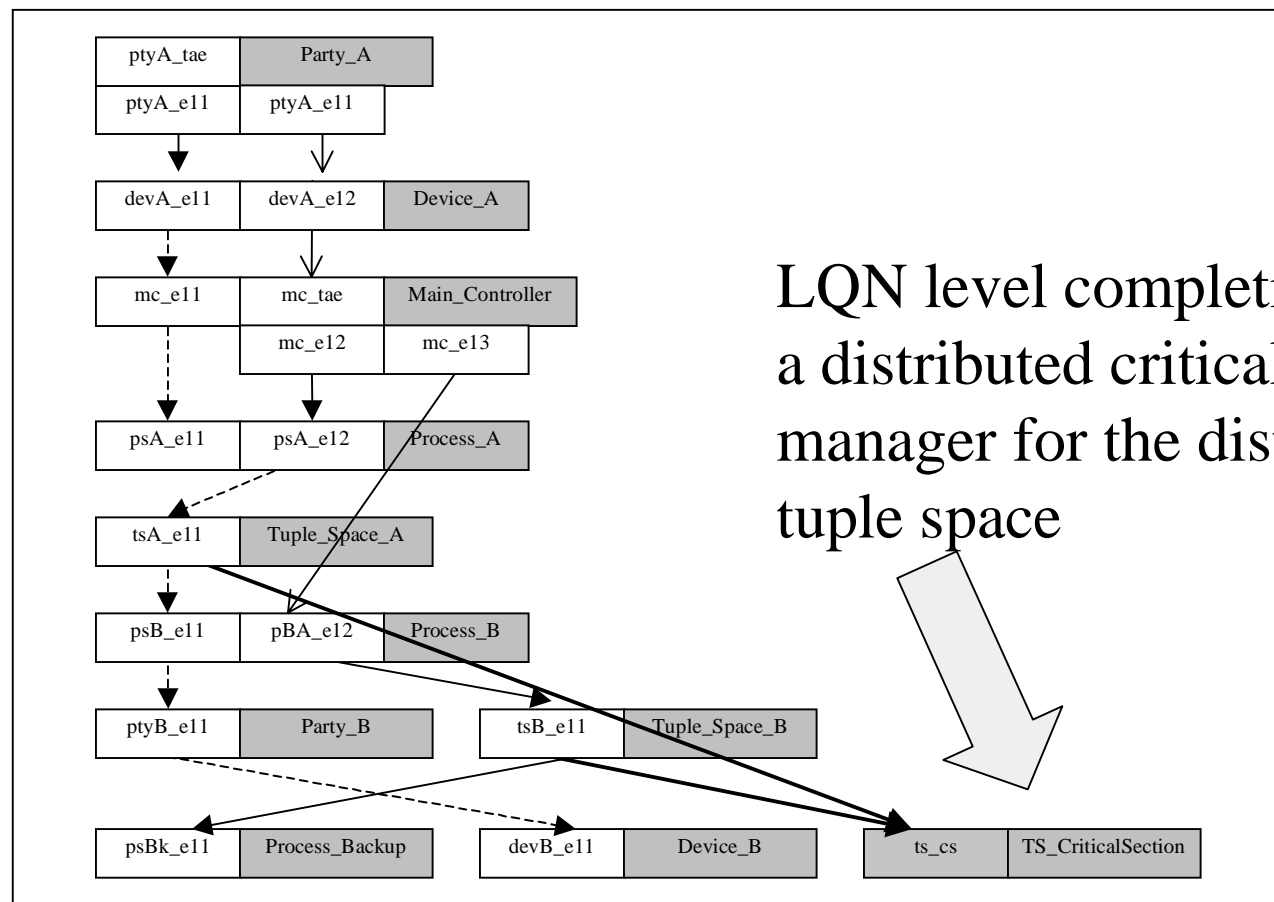 ptyA_tae Party_A
ptyA_e11 ptyA_e11
devA_e11 devA_e12 Device_A
mc_e11 mc_tae Main_Controller
mc_e12 mc_e13
psA_e11 psA_e12 Process_A
tsA_e11 Tuple_Space_A
psB_e11 pBA_e12 Process_B
ptyB_e11 Party_B tsB_e11 Tuple_Space_B
psBk_e11 Process_Backup devB_e11 Device_B ts_cs TS_CriticalSection
LQN level
a distributed critical
manager for the
tuple space